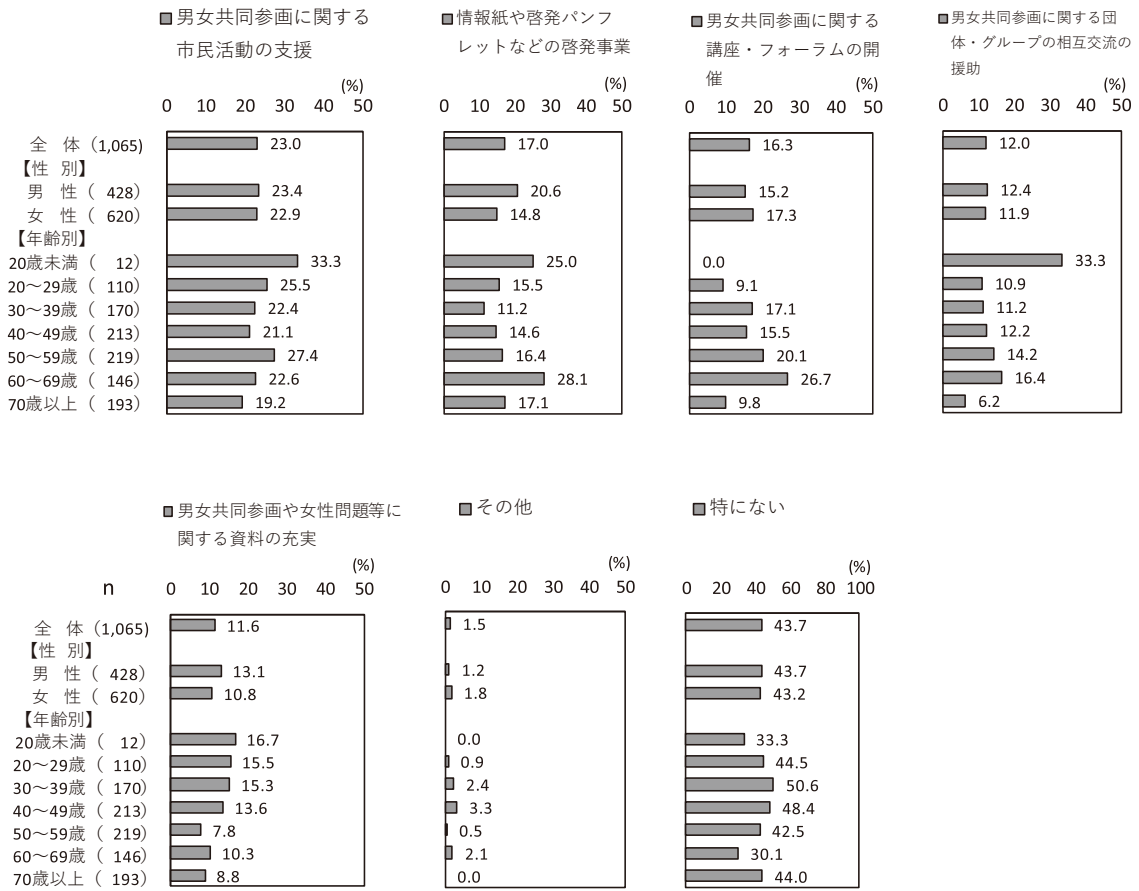 男女共同参画に関する
市民活動の支援
情報紙や啓発パンフ
レットなどの啓発事業
男女共同参画に関する
講座・フォーラムの開
催
男女共同参画に関する団
体・グループの相互交流の
援助
(%) (%) (%) (%)
0 10 20 30 40 50 0 10 20 30 40 50 0 10 20 30 40 50 0 10 20 30 40 50
全 体 (1,065) 23.0 17.0 16.3 12.0
【性 別】
男 性 ( 428) 23.4 20.6 15.2 12.4
女 性 ( 620) 22.9 14.8 17.3 11.9
【年齢別】
20歳未満 ( 12) 33.3 25.0 0.0 33.3
20～29歳 ( 110) 25.5 15.5 9.1 10.9
30～39歳 ( 170) 22.4 11.2 17.1 11.2
40～49歳 ( 213) 21.1 14.6 15.5 12.2
50～59歳 ( 219) 27.4 16.4 20.1 14.2
60～69歳 ( 146) 22.6 28.1 26.7 16.4
70歳以上 ( 193) 19.2 17.1 9.8 6.2
男女共同参画や女性問題等に
関する資料の充実
その他
特にない
(%) (%) (%)
n 0 10 20 30 40 50 0 10 20 30 40 50 0 20 40 60 80 100
全 体 (1,065) 11.6 1.5 43.7
【性 別】
男 性 ( 428) 13.1 1.2 43.7
女 性 ( 620) 10.8 1.8 43.2
【年齢別】
20歳未満 ( 12) 16.7 0.0 33.3
20～29歳 ( 110) 15.5 0.9 44.5
30～39歳 ( 170) 15.3 2.4 50.6
40～49歳 ( 213) 13.6 3.3 48.4
50～59歳 ( 219) 7.8 0.5 42.5
60～69歳 ( 146) 10.3 2.1 30.1
70歳以上 ( 193) 8.8 0.0 44.0